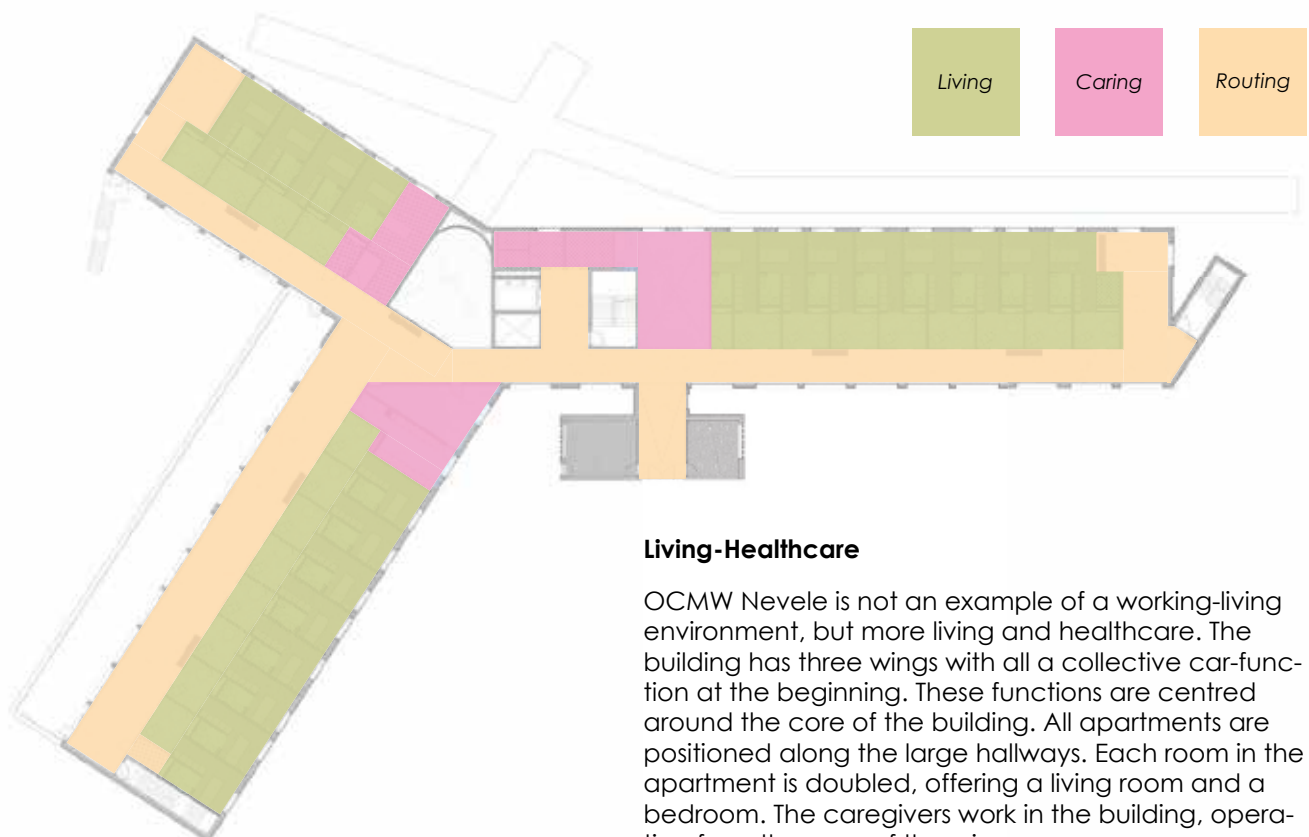 Living
Caring
Routing
Living-Healthcare
OCMW Nevele is not an example of a working-living
environment, but more living and healthcare. The
building has three wings with all a collective car-func-
tion at the beginning. These functions are centred
around the core of the building. All apartments are
positioned along the large hallways. Each room in the
apartment is doubled, offering a living room and a
bedroom. The caregivers work in the building, opera-